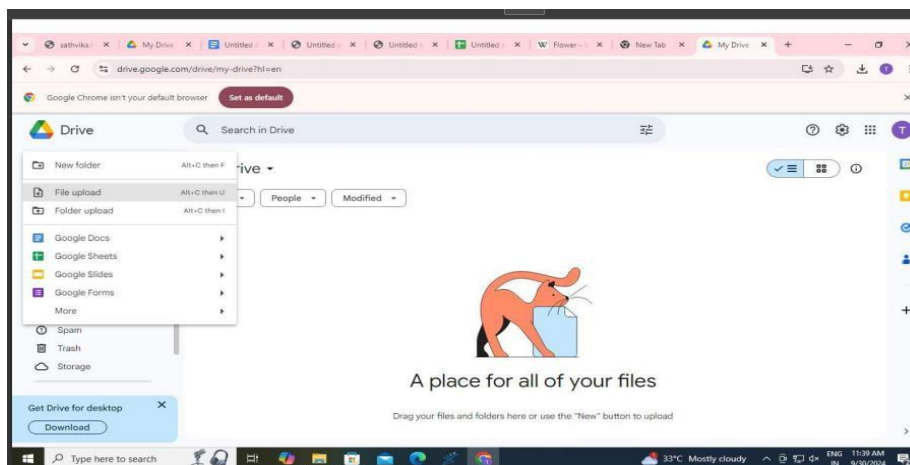 sathvika
My Drive
Untitled
Untitled
Untitled
Untitled
Flower -
New Tab
My Drive
drive.google.com/drive/my-drive?hl=en
Google Chrome isn't your default browser
Set as default
Drive
Search in Drive
T
New folder Alt+C then F
File upload Alt+C then U
Folder upload Alt+C then I
Google Docs
Google Sheets
Google Slides
Google Forms
More
rive
People
Modified
Spam
Trash
Storage
A place for all of your files
Drag your files and folders here or use the "New" button to upload
Get Drive for desktop
Download
Type here to search
33°C Mostly cloudy
ENG
IN
11:39 AM
9/30/2024